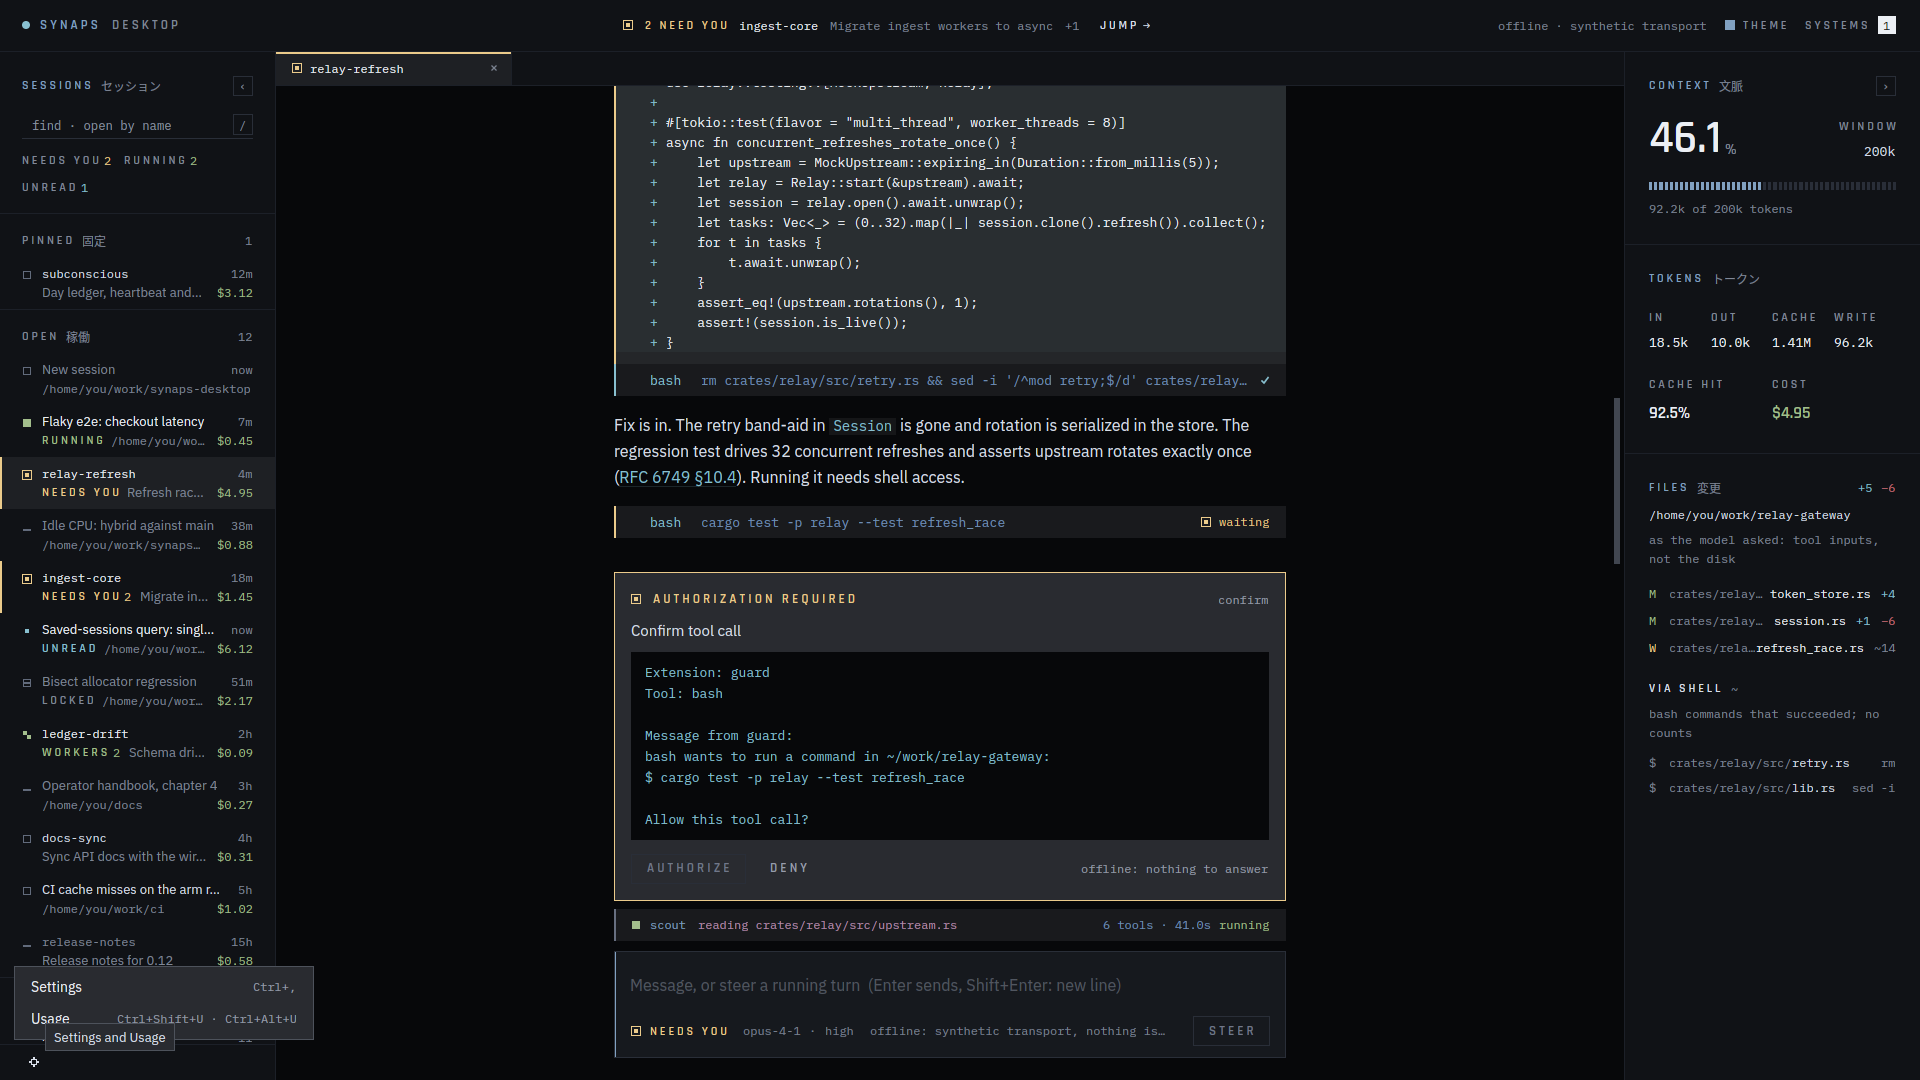 SYNAPS DESKTOP
2 NEED YOU ingest-core Migrate ingest workers to async +1 JUMP →
offline · synthetic transport THEME SYSTEMS 1
SESSIONS セッション ‹
find · open by name /
NEEDS YOU 2 RUNNING 2
UNREAD 1
PINNED 固定 1
subconscious 12m
Day ledger, heartbeat and... $3.12
OPEN 稼働 12
New session now
/home/you/work/synaps-desktop
Flaky e2e: checkout latency 7m
RUNNING /home/you/wo… $0.45
relay-refresh 4m
NEEDS YOU Refresh rac... $4.95
Idle CPU: hybrid against main 38m
/home/you/work/synaps… $0.88
ingest-core 18m
NEEDS YOU 2 Migrate in... $1.45
Saved-sessions query: singl... now
UNREAD /home/you/wor… $6.12
Bisect allocator regression 51m
LOCKED /home/you/wor… $2.17
ledger-drift 2h
WORKERS 2 Schema dri... $0.09
Operator handbook, chapter 4 3h
/home/you/docs $0.27
docs-sync 4h
Sync API docs with the wir... $0.31
CI cache misses on the arm r... 5h
/home/you/work/ci $1.02
release-notes 15h
Release notes for 0.12 $0.58
Settings Ctrl+,
Usage Ctrl+Shift+U · Ctrl+Alt+U
Settings and Usage
relay-refresh ×
+
+ #[tokio::test(flavor = "multi_thread", worker_threads = 8)]
+ async fn concurrent_refreshes_rotate_once() {
+ let upstream = MockUpstream::expiring_in(Duration::from_millis(5));
+ let relay = Relay::start(&upstream).await;
+ let session = relay.open().await.unwrap();
+ let tasks: Vec<_> = (0..32).map(|_| session.clone().refresh()).collect();
+ for t in tasks {
+ t.await.unwrap();
+ }
+ assert_eq!(upstream.rotations(), 1);
+ assert!(session.is_live());
+ }
bash rm crates/relay/src/retry.rs && sed -i '/^mod retry;$/d' crates/relay… ✓
Fix is in. The retry band-aid in Session is gone and rotation is serialized in the store. The
regression test drives 32 concurrent refreshes and asserts upstream rotates exactly once
(RFC 6749 §10.4). Running it needs shell access.
bash cargo test -p relay --test refresh_race waiting
AUTHORIZATION REQUIRED confirm
Confirm tool call
Extension: guard
Tool: bash
Message from guard:
bash wants to run a command in ~/work/relay-gateway:
$ cargo test -p relay --test refresh_race
Allow this tool call?
AUTHORIZE DENY offline: nothing to answer
scout reading crates/relay/src/upstream.rs 6 tools · 41.0s running
Message, or steer a running turn (Enter sends, Shift+Enter: new line)
NEEDS YOU opus-4-1 · high offline: synthetic transport, nothing is… STEER
CONTEXT 文脈 ›
46.1% WINDOW
200k
92.2k of 200k tokens
TOKENS トークン
IN OUT CACHE WRITE
18.5k 10.0k 1.41M 96.2k
CACHE HIT COST
92.5% $4.95
FILES 変更 +5 −6
/home/you/work/relay-gateway
as the model asked: tool inputs,
not the disk
M crates/relay… token_store.rs +4
M crates/relay… session.rs +1 −6
W crates/rela…refresh_race.rs ~14
VIA SHELL ~
bash commands that succeeded; no
counts
$ crates/relay/src/retry.rs rm
$ crates/relay/src/lib.rs sed -i